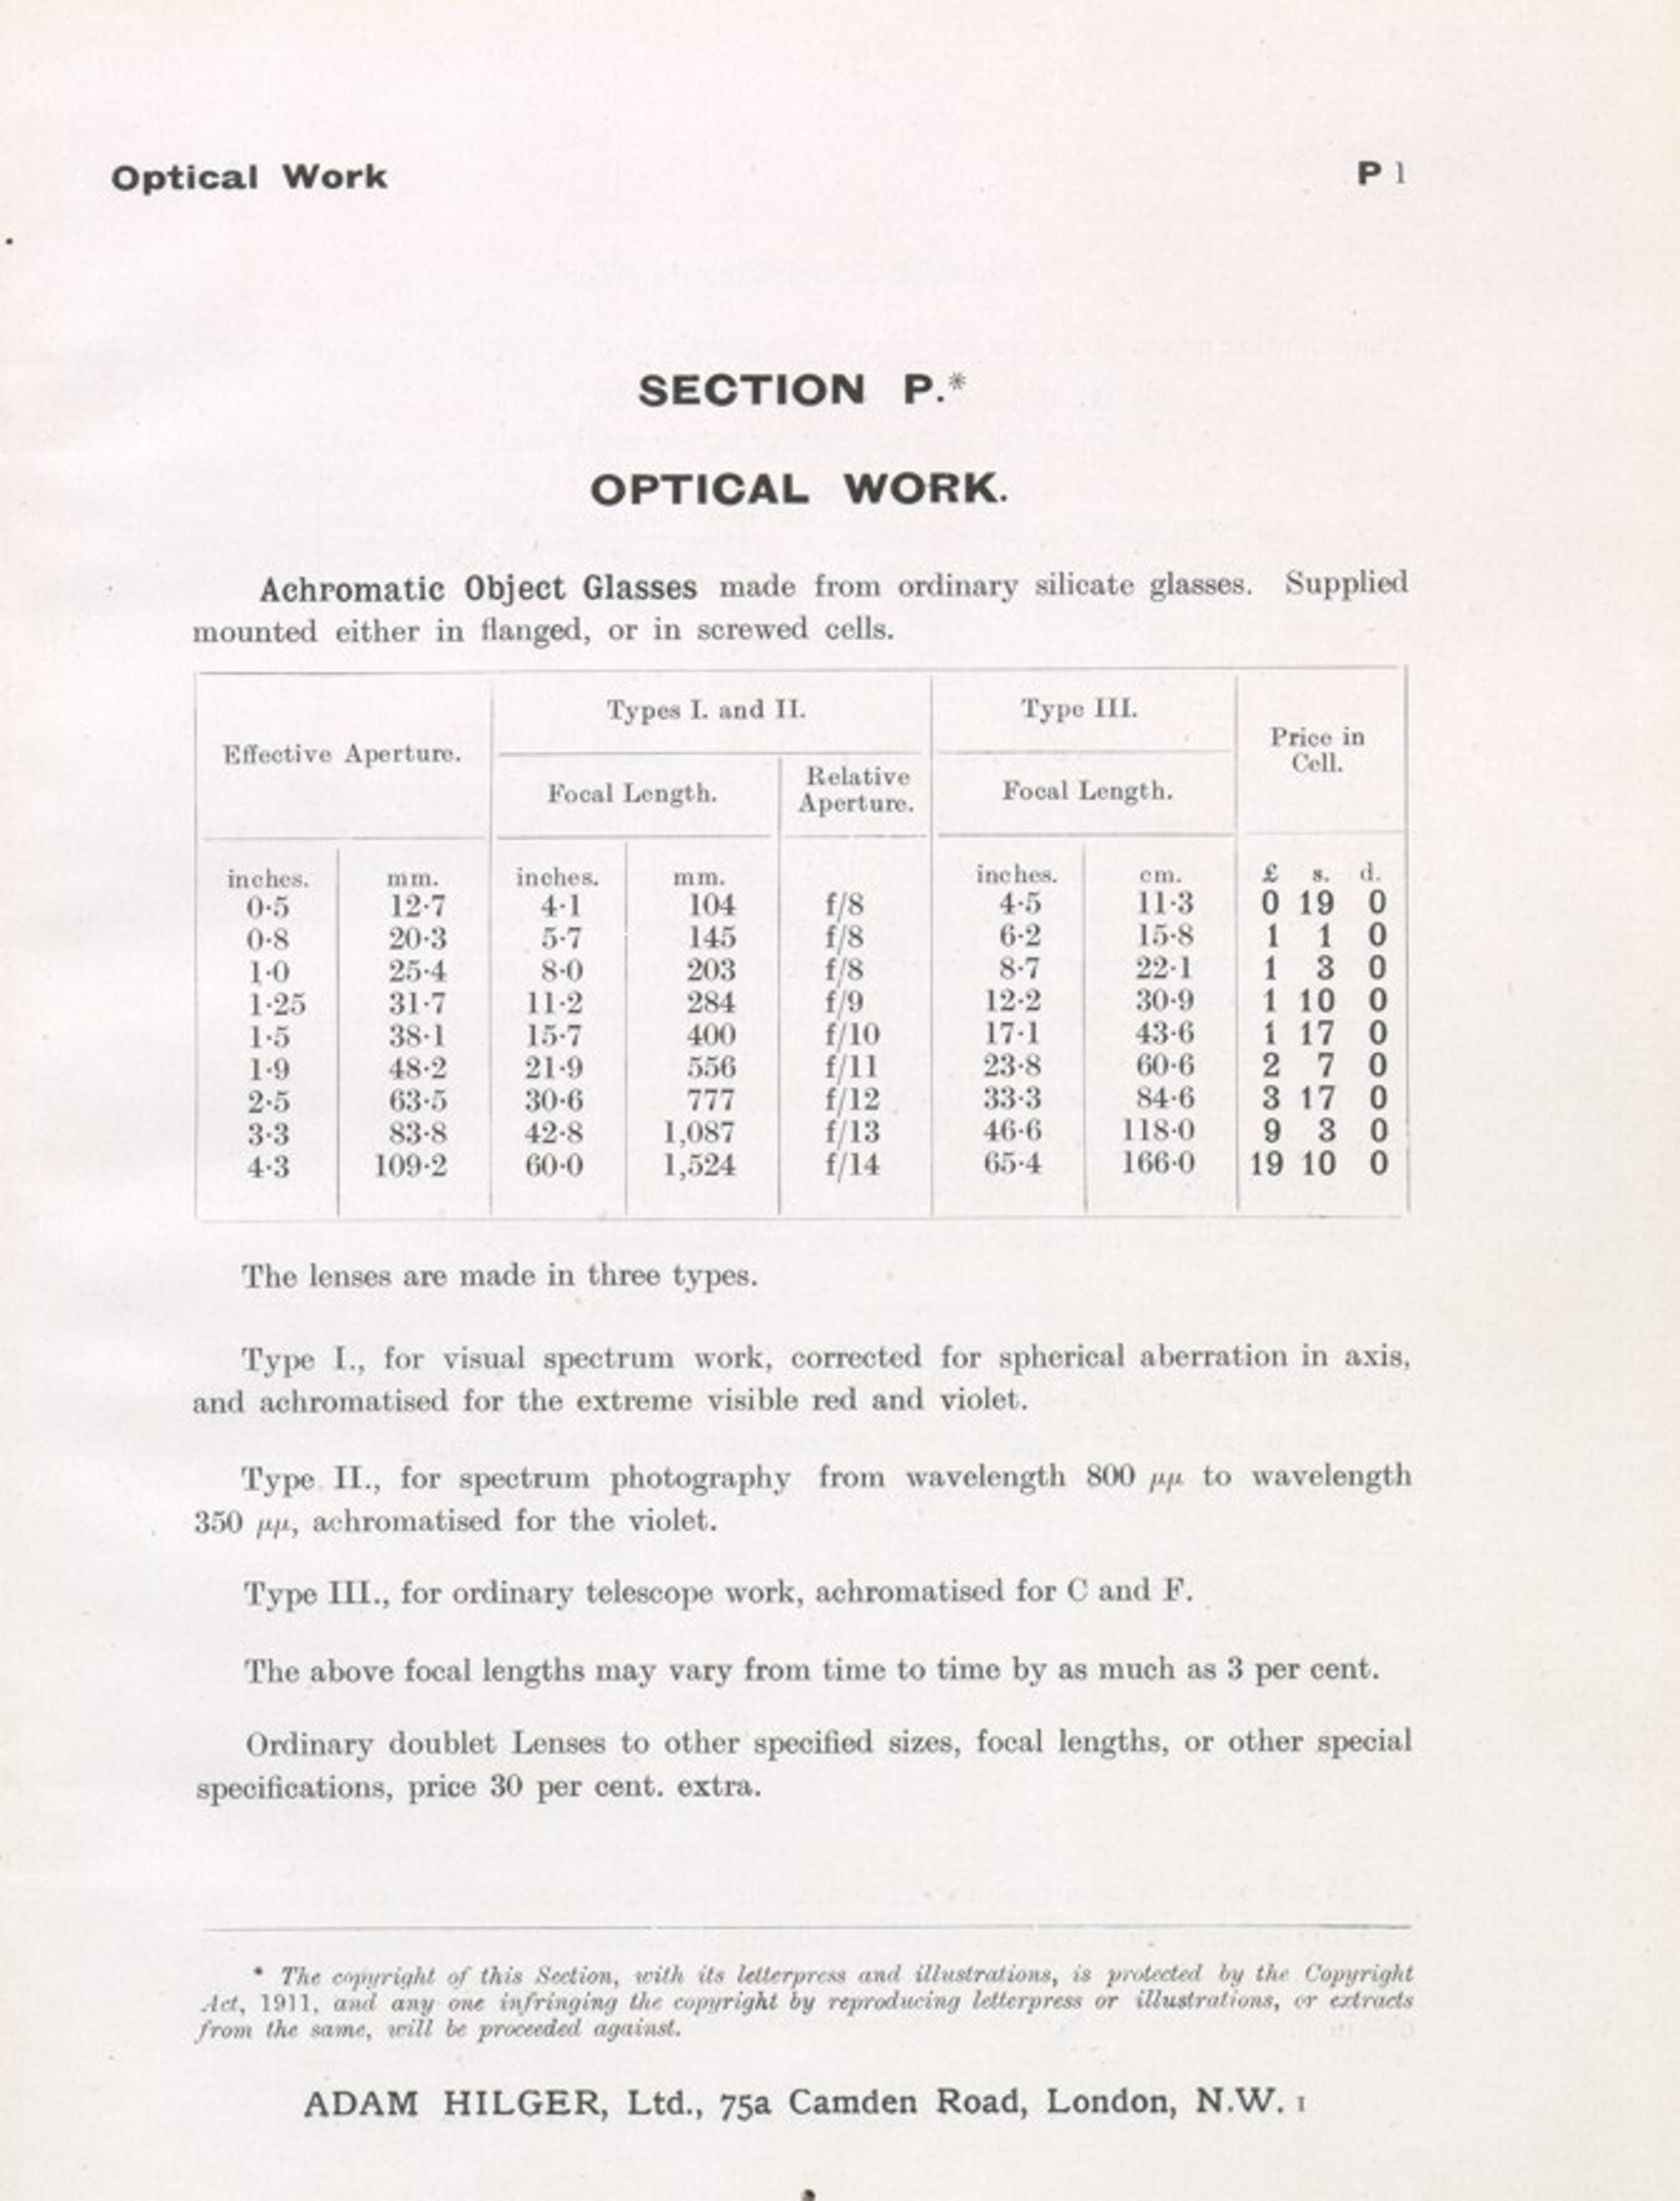 Optical Work P 1
SECTION P.*
OPTICAL WORK.
Achromatic Object Glasses made from ordinary silicate glasses. Supplied
mounted either in flanged, or in screwed cells.
Effective Aperture. Types I. and II. Type III. Price in Cell.
Focal Length. Relative Aperture. Focal Length.
inches. mm. inches. mm. inches. cm. £ s. d.
0·5 12·7 4·1 104 f/8 4·5 11·3 0 19 0
0·8 20·3 5·7 145 f/8 6·2 15·8 1 1 0
1·0 25·4 8·0 203 f/8 8·7 22·1 1 3 0
1·25 31·7 11·2 284 f/9 12·2 30·9 1 10 0
1·5 38·1 15·7 400 f/10 17·1 43·6 1 17 0
1·9 48·2 21·9 556 f/11 23·8 60·6 2 7 0
2·5 63·5 30·6 777 f/12 33·3 84·6 3 17 0
3·3 83·8 42·8 1,087 f/13 46·6 118·0 9 3 0
4·3 109·2 60·0 1,524 f/14 65·4 166·0 19 10 0
The lenses are made in three types.
Type I., for visual spectrum work, corrected for spherical aberration in axis,
and achromatised for the extreme visible red and violet.
Type II., for spectrum photography from wavelength 800 μμ to wavelength
350 μμ, achromatised for the violet.
Type III., for ordinary telescope work, achromatised for C and F.
The above focal lengths may vary from time to time by as much as 3 per cent.
Ordinary doublet Lenses to other specified sizes, focal lengths, or other special
specifications, price 30 per cent. extra.
* The copyright of this Section, with its letterpress and illustrations, is protected by the Copyright
Act, 1911, and any one infringing the copyright by reproducing letterpress or illustrations, or extracts
from the same, will be proceeded against.
ADAM HILGER, Ltd., 75a Camden Road, London, N.W. 1